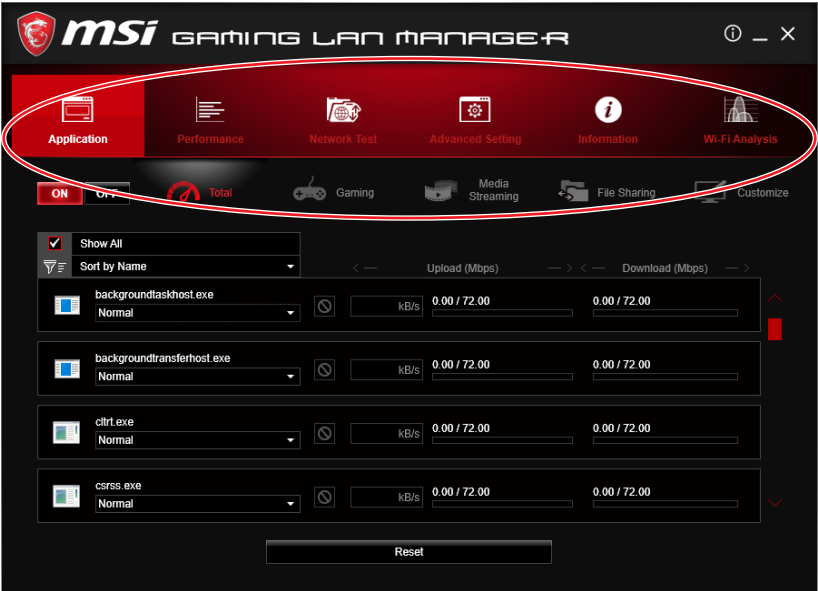 msi GAMING LAN MANAGER
Application Performance Network Test Advanced Setting Information Wi-Fi Analysis
ON OFF Total Gaming Media Streaming File Sharing Customize
Show All
Sort by Name Upload (Mbps) Download (Mbps)
backgroundtaskhost.exe
Normal kB/s 0.00 / 72.00 0.00 / 72.00
backgroundtransferhost.exe
Normal kB/s 0.00 / 72.00 0.00 / 72.00
cltrt.exe
Normal kB/s 0.00 / 72.00 0.00 / 72.00
csrss.exe
Normal kB/s 0.00 / 72.00 0.00 / 72.00
Reset